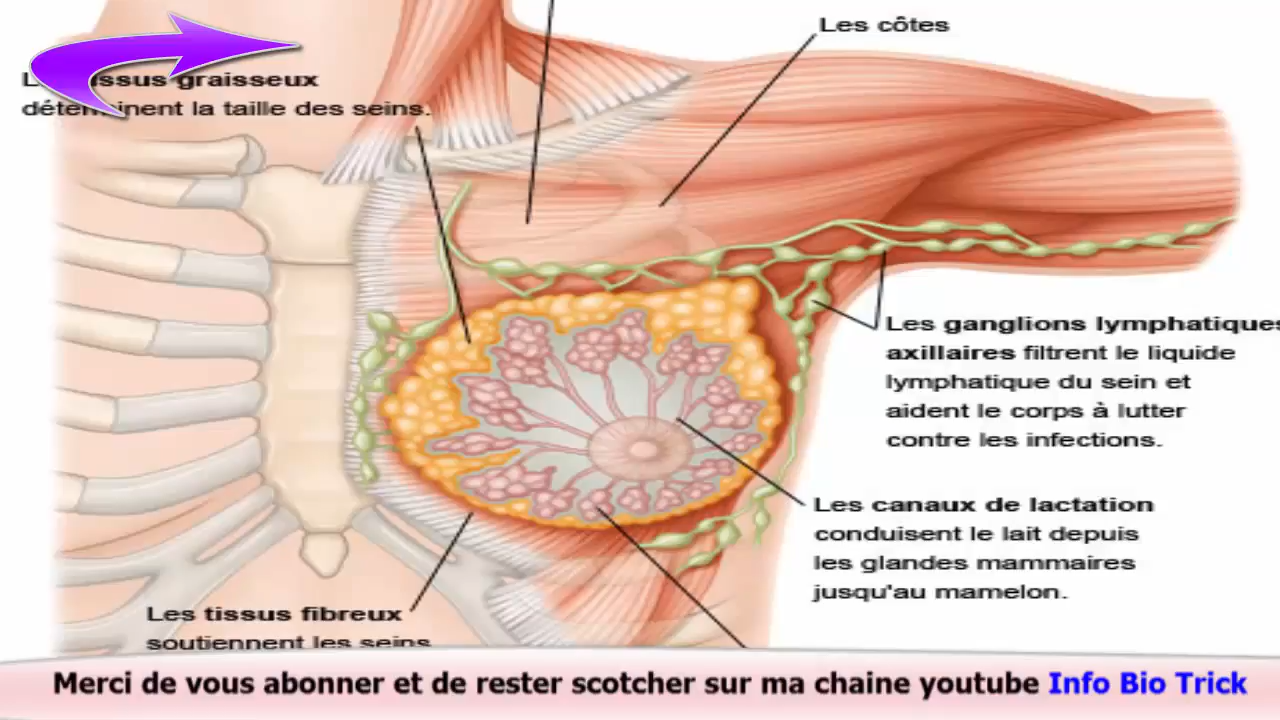 Les côtes
graisseux
la taille des seins.
Les ganglions lymphatiques
axillaires filtrent le liquide
lymphatique du sein et
aident le corps à lutter
contre les infections.
Les canaux de lactation
conduisent le lait depuis
les glandes mammaires
jusqu'au mamelon.
Les tissus fibreux
soutiennent les seins
Merci de vous abonner et de rester scotcher sur ma chaine youtube Info Bio Trick